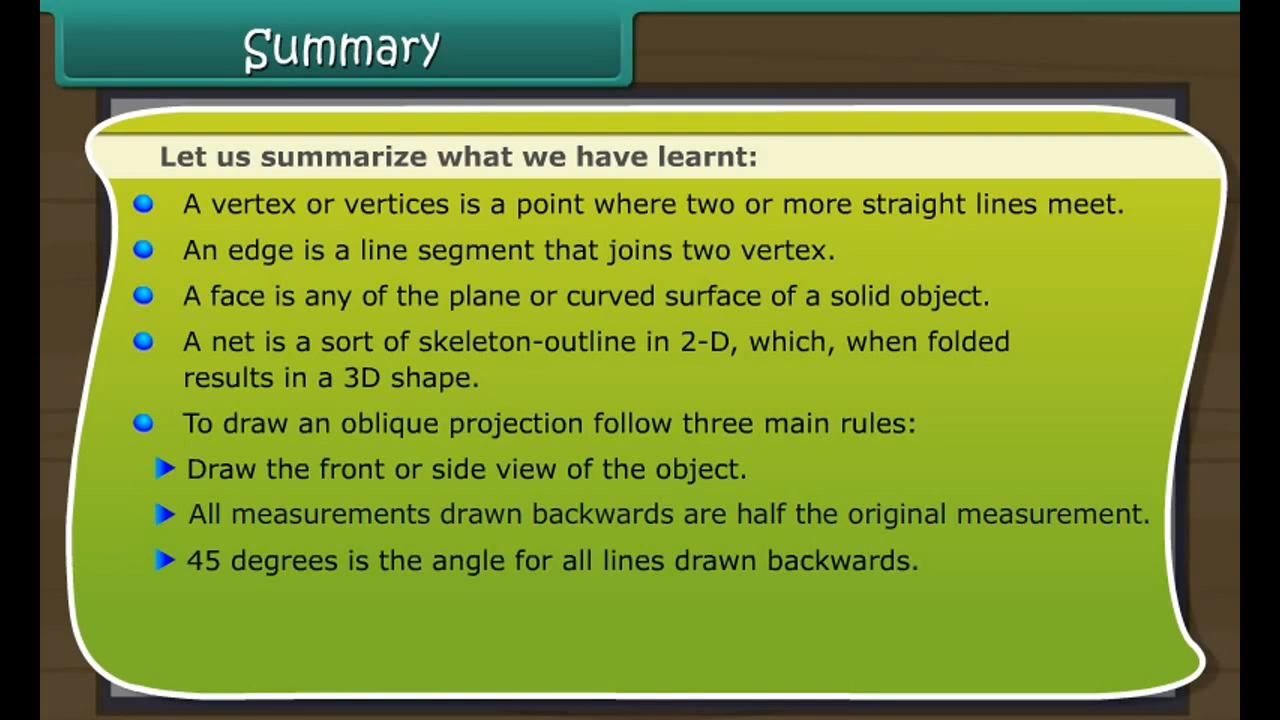 Summary
Let us summarize what we have learnt:
A vertex or vertices is a point where two or more straight lines meet.
An edge is a line segment that joins two vertex.
A face is any of the plane or curved surface of a solid object.
A net is a sort of skeleton-outline in 2-D, which, when folded
results in a 3D shape.
To draw an oblique projection follow three main rules:
Draw the front or side view of the object.
All measurements drawn backwards are half the original measurement.
45 degrees is the angle for all lines drawn backwards.